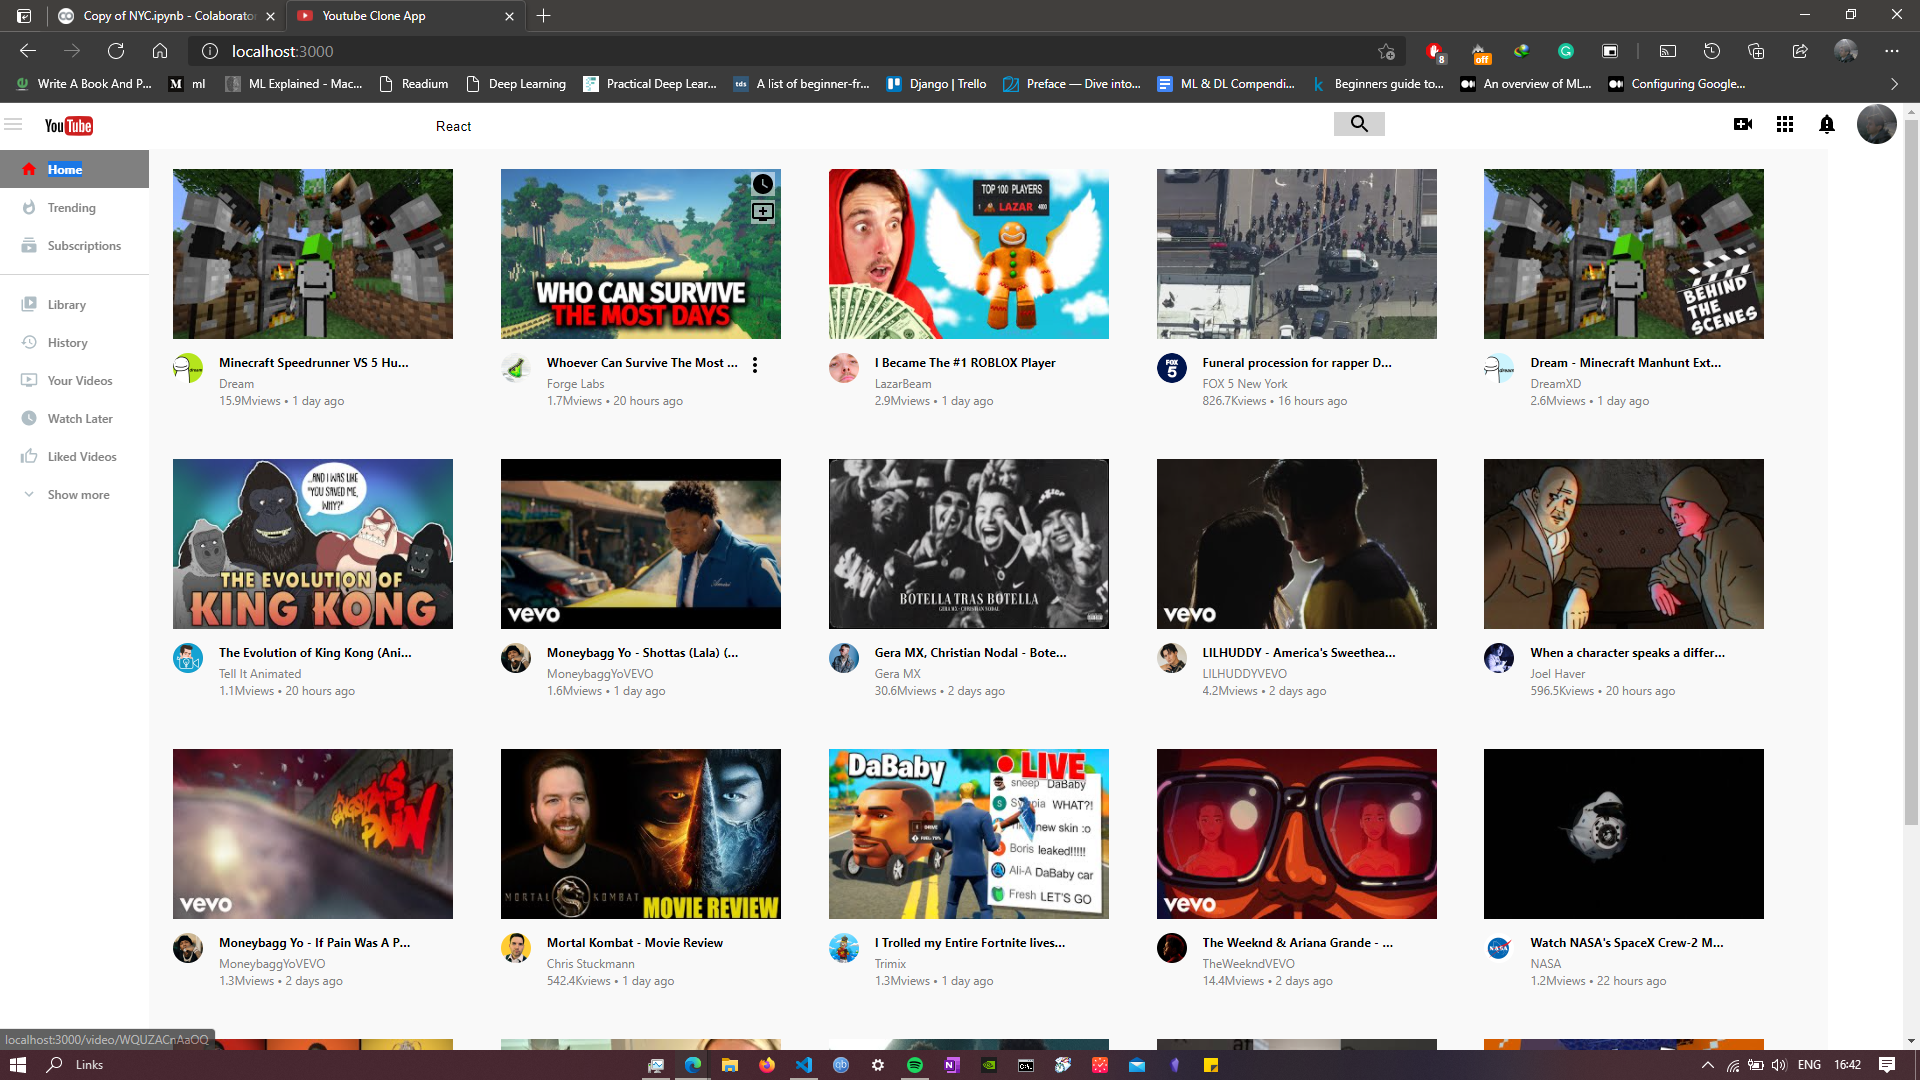 Copy of NYC.ipynb - Colaborato
Youtube Clone App
localhost:3000
8
off
Write A Book And P...
ml
ML Explained - Mac...
Readium
Deep Learning
Practical Deep Lear...
tds
A list of beginner-fr...
Django | Trello
Preface — Dive into...
ML & DL Compendi...
Beginners guide to...
An overview of ML...
Configuring Google...
YouTube
React
Home
Trending
Subscriptions
Library
History
Your Videos
Watch Later
Liked Videos
Show more
WHO CAN SURVIVE
THE MOST DAYS
TOP 100 PLAYERS
1 LAZAR 4000
BEHIND
THE
SCENES
Minecraft Speedrunner VS 5 Hu...
Dream
15.9Mviews • 1 day ago
Whoever Can Survive The Most ...
Forge Labs
1.7Mviews • 20 hours ago
I Became The #1 ROBLOX Player
LazarBeam
2.9Mviews • 1 day ago
FOX
5
Funeral procession for rapper D...
FOX 5 New York
826.7Kviews • 16 hours ago
Dream - Minecraft Manhunt Ext...
DreamXD
2.6Mviews • 1 day ago
...AND I WAS LIKE
"YOU SAVED ME,
WHY?"
THE EVOLUTION OF
KING KONG
vevo
BOTELLA TRAS BOTELLA
GERA MX - CHRISTIAN NODAL
vevo
The Evolution of King Kong (Ani...
Tell It Animated
1.1Mviews • 20 hours ago
Moneybagg Yo - Shottas (Lala) (...
MoneybaggYoVEVO
1.6Mviews • 1 day ago
Gera MX, Christian Nodal - Bote...
Gera MX
30.6Mviews • 2 days ago
LILHUDDY - America's Sweethea...
LILHUDDYVEVO
4.2Mviews • 2 days ago
When a character speaks a differ...
Joel Haver
596.5Kviews • 20 hours ago
vevo
MORTAL KOMBAT
MOVIE REVIEW
DaBaby
LIVE
sneep DaBaby
WHAT?!
new skin :o
Boris leaked!!!!!
Ali-A DaBaby car
Fresh LET'S GO
vevo
Moneybagg Yo - If Pain Was A P...
MoneybaggYoVEVO
1.3Mviews • 2 days ago
Mortal Kombat - Movie Review
Chris Stuckmann
542.4Kviews • 1 day ago
I Trolled my Entire Fortnite lives...
Trimix
1.3Mviews • 1 day ago
The Weeknd & Ariana Grande - ...
TheWeekndVEVO
14.4Mviews • 2 days ago
NASA
Watch NASA's SpaceX Crew-2 M...
NASA
1.2Mviews • 22 hours ago
localhost:3000/video/WQUZACnAaOQ
Links
ENG
16:42